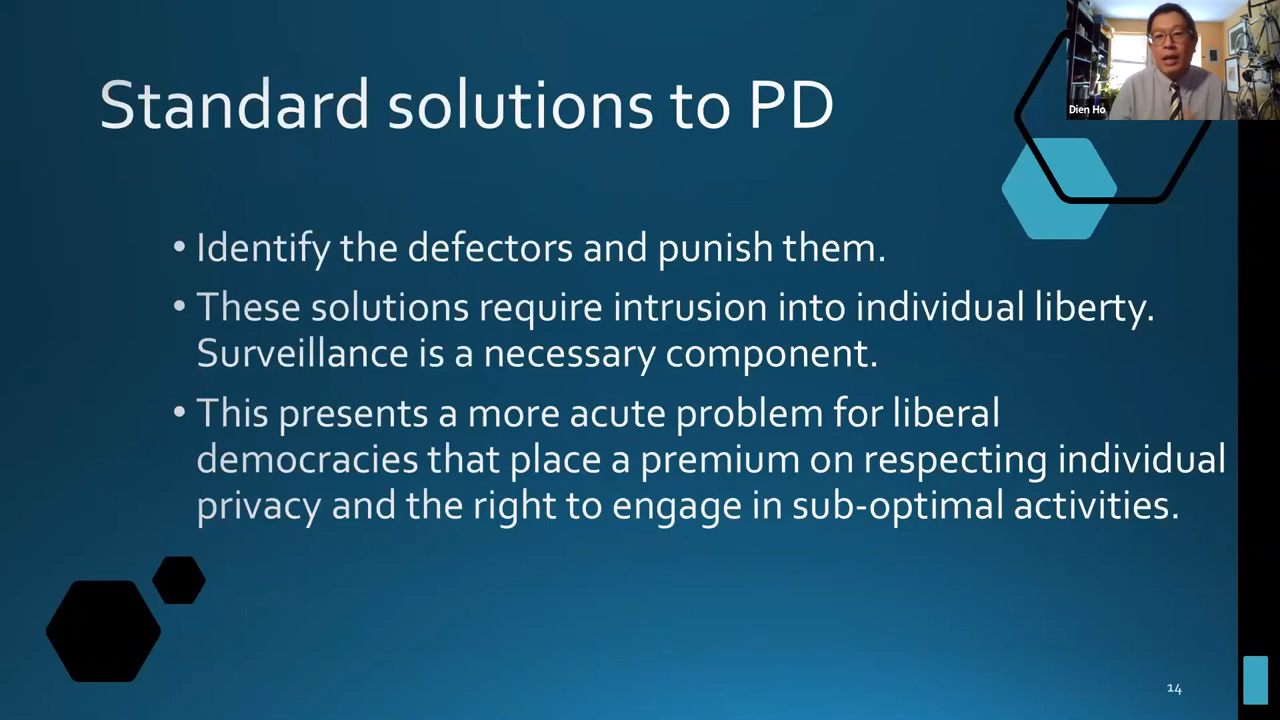 Standard solutions to PD
Dien Ho
• Identify the defectors and punish them.
• These solutions require intrusion into individual liberty.
Surveillance is a necessary component.
• This presents a more acute problem for liberal
democracies that place a premium on respecting individual
privacy and the right to engage in sub-optimal activities.
14